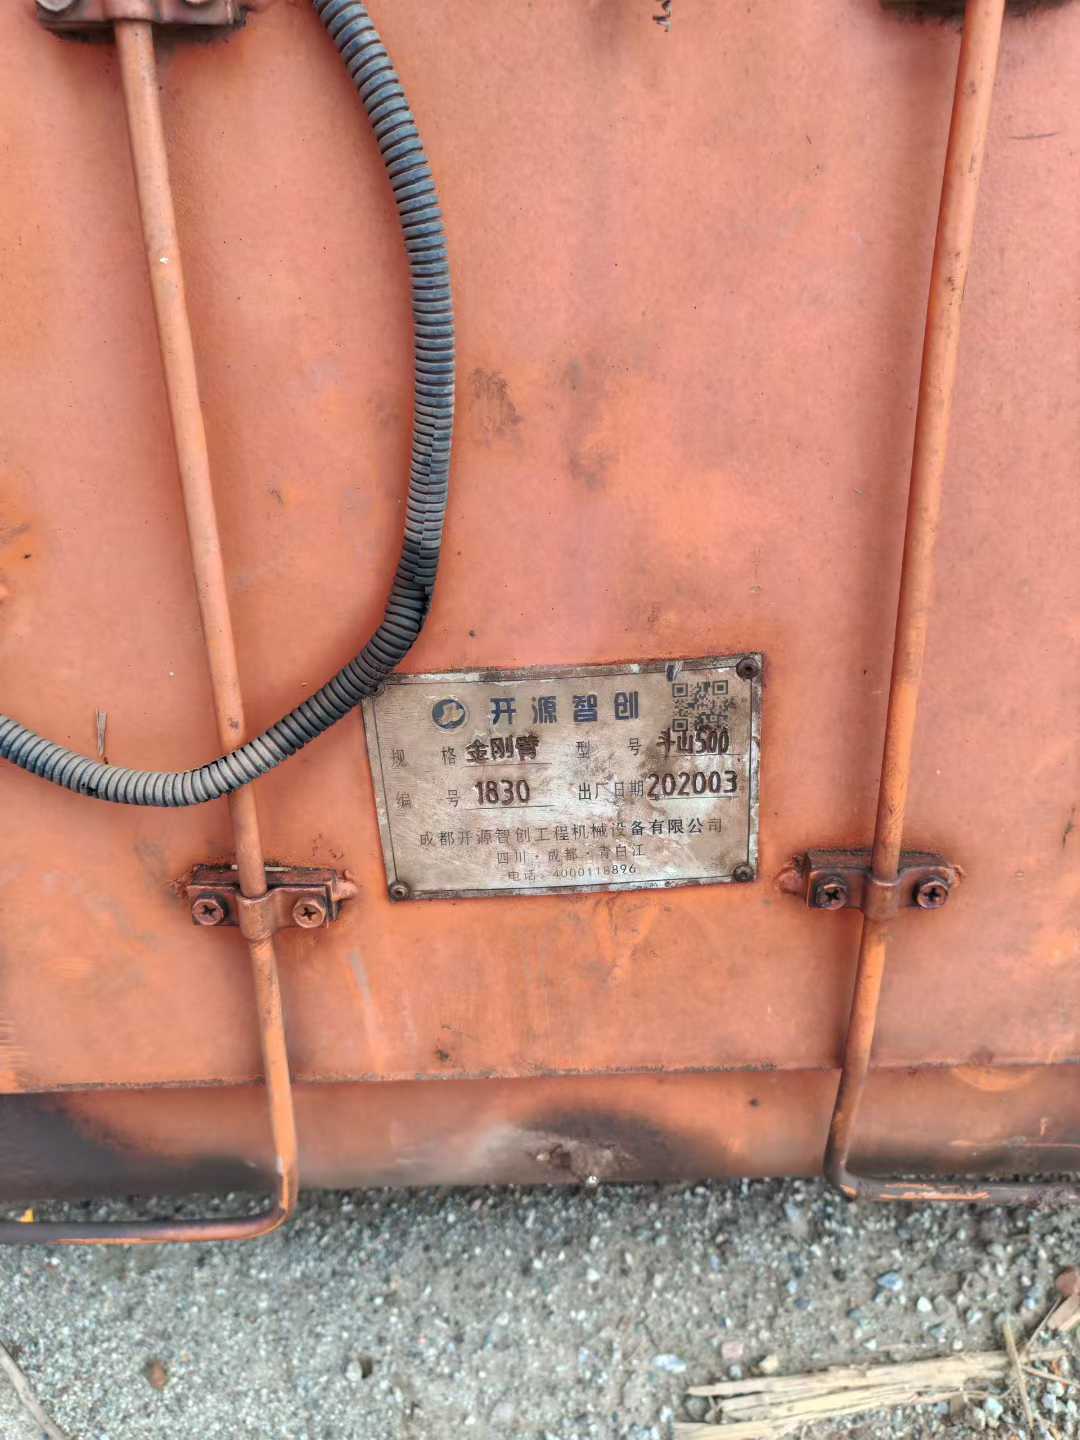 开源智创
规 格 金刚臂 型 号 斗山500
编 号 1830 出厂日期 202003
成都开源智创工程机械设备有限公司
四川·成都·青白江
电话:4000118896